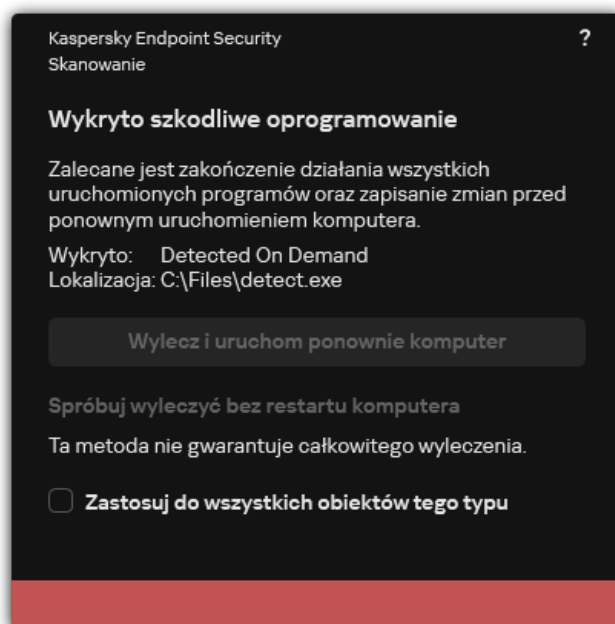 Kaspersky Endpoint Security
?
Skanowanie
Wykryto szkodliwe oprogramowanie
Zalecane jest zakończenie działania wszystkich
uruchomionych programów oraz zapisanie zmian przed
ponownym uruchomieniem komputera.
Wykryto: Detected On Demand
Lokalizacja: C:\Files\detect.exe
Wylecz i uruchom ponownie komputer
Spróbuj wyleczyć bez restartu komputera
Ta metoda nie gwarantuje całkowitego wyleczenia.
Zastosuj do wszystkich obiektów tego typu